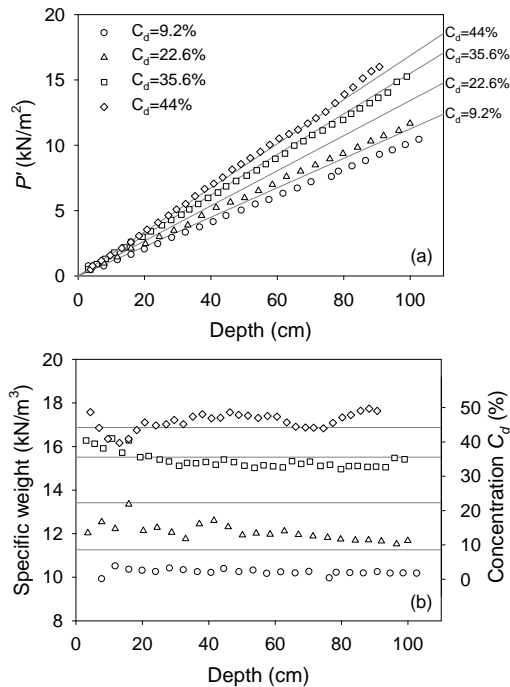 20
15
10
5
0
P' (kN/m²)
C_d=9.2%
C_d=22.6%
C_d=35.6%
C_d=44%
C_d=44%
C_d=35.6%
C_d=22.6%
C_d=9.2%
(a)
0 20 40 60 80 100
Depth (cm)
20
18
16
14
12
10
8
Specific weight (kN/m³)
50
40
30
20
10
0
Concentration C_d (%)
(b)
0 20 40 60 80 100
Depth (cm)